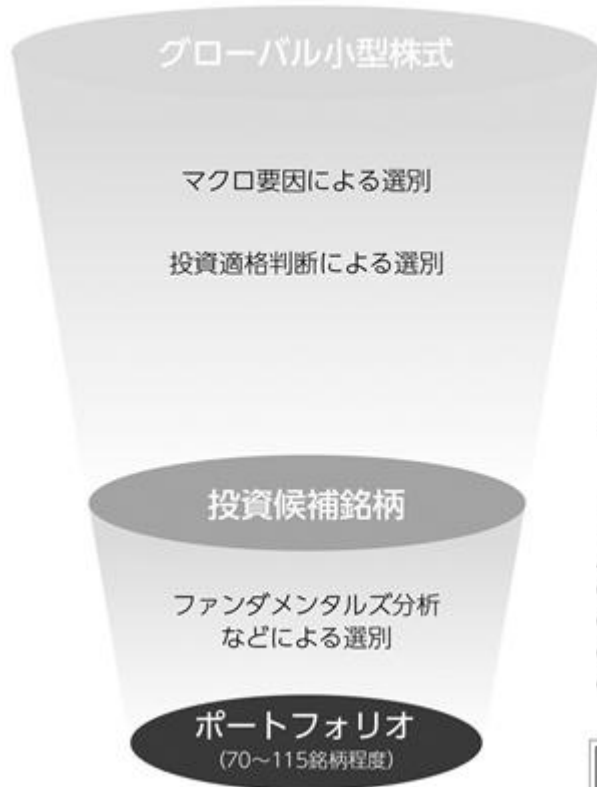 グローバル小型株式
マクロ要因による選別
投資適格判断による選別
投資候補銘柄
ファンダメンタルズ分析
などによる選別
ポートフォリオ
(70～115銘柄程度)